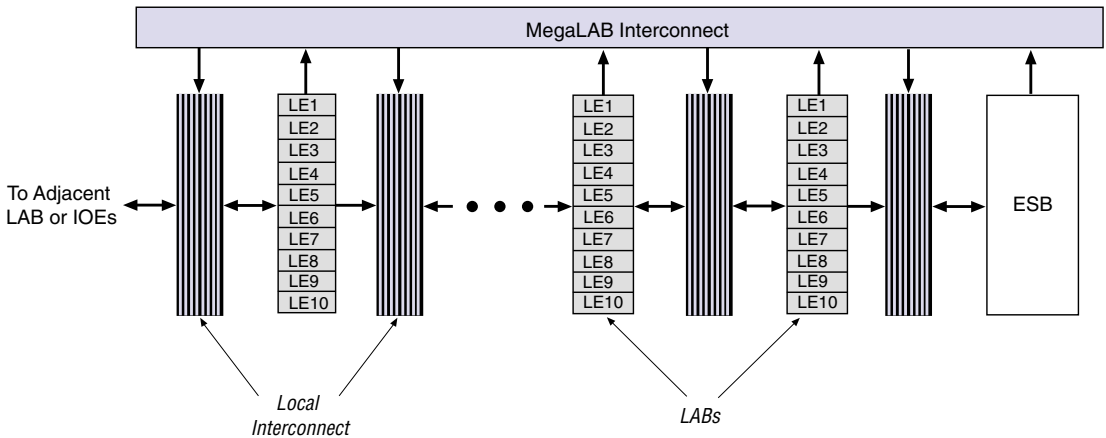 MegaLAB Interconnect
To Adjacent
LAB or IOEs
LE1
LE2
LE3
LE4
LE5
LE6
LE7
LE8
LE9
LE10
LE1
LE2
LE3
LE4
LE5
LE6
LE7
LE8
LE9
LE10
LE1
LE2
LE3
LE4
LE5
LE6
LE7
LE8
LE9
LE10
ESB
Local
Interconnect
LABs